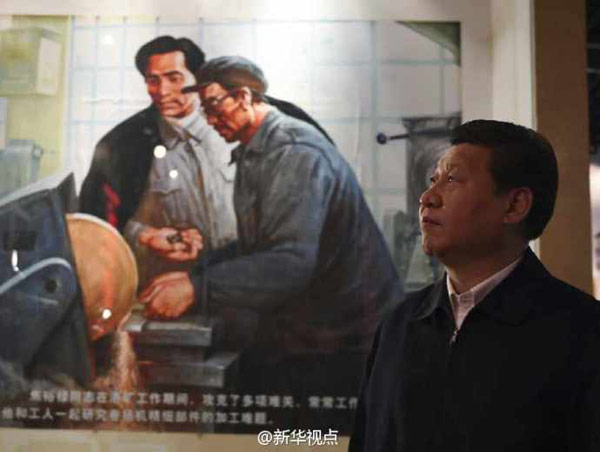 焦裕禄同志在洛矿工作期间，攻克了多项难关，常常工作
他和工人一起研究卷扬机精细部件的加工难题。
@新华视点